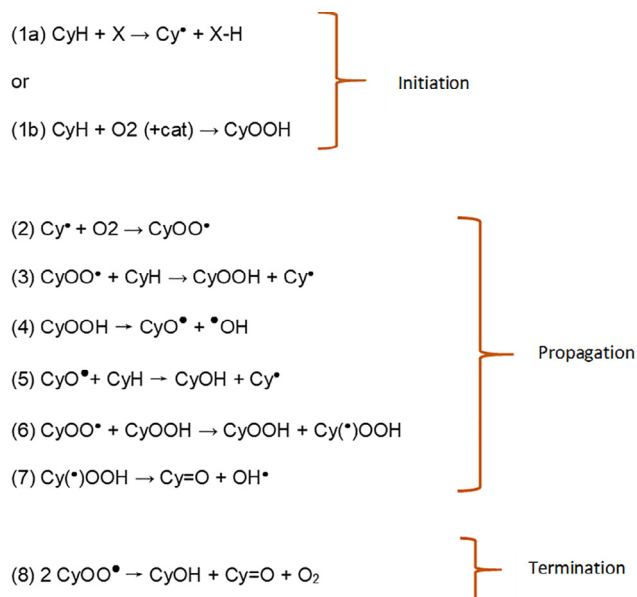 (1a) CyH + X → Cy• + X-H
or
Initiation
(1b) CyH + O2 (+cat) → CyOOH
(2) Cy• + O2 → CyOO•
(3) CyOO• + CyH → CyOOH + Cy•
(4) CyOOH → CyO• + •OH
Propagation
(5) CyO•+ CyH → CyOH + Cy•
(6) CyOO• + CyOOH → CyOOH + Cy(•)OOH
(7) Cy(•)OOH → Cy=O + OH•
Termination
(8) 2 CyOO• → CyOH + Cy=O + O₂